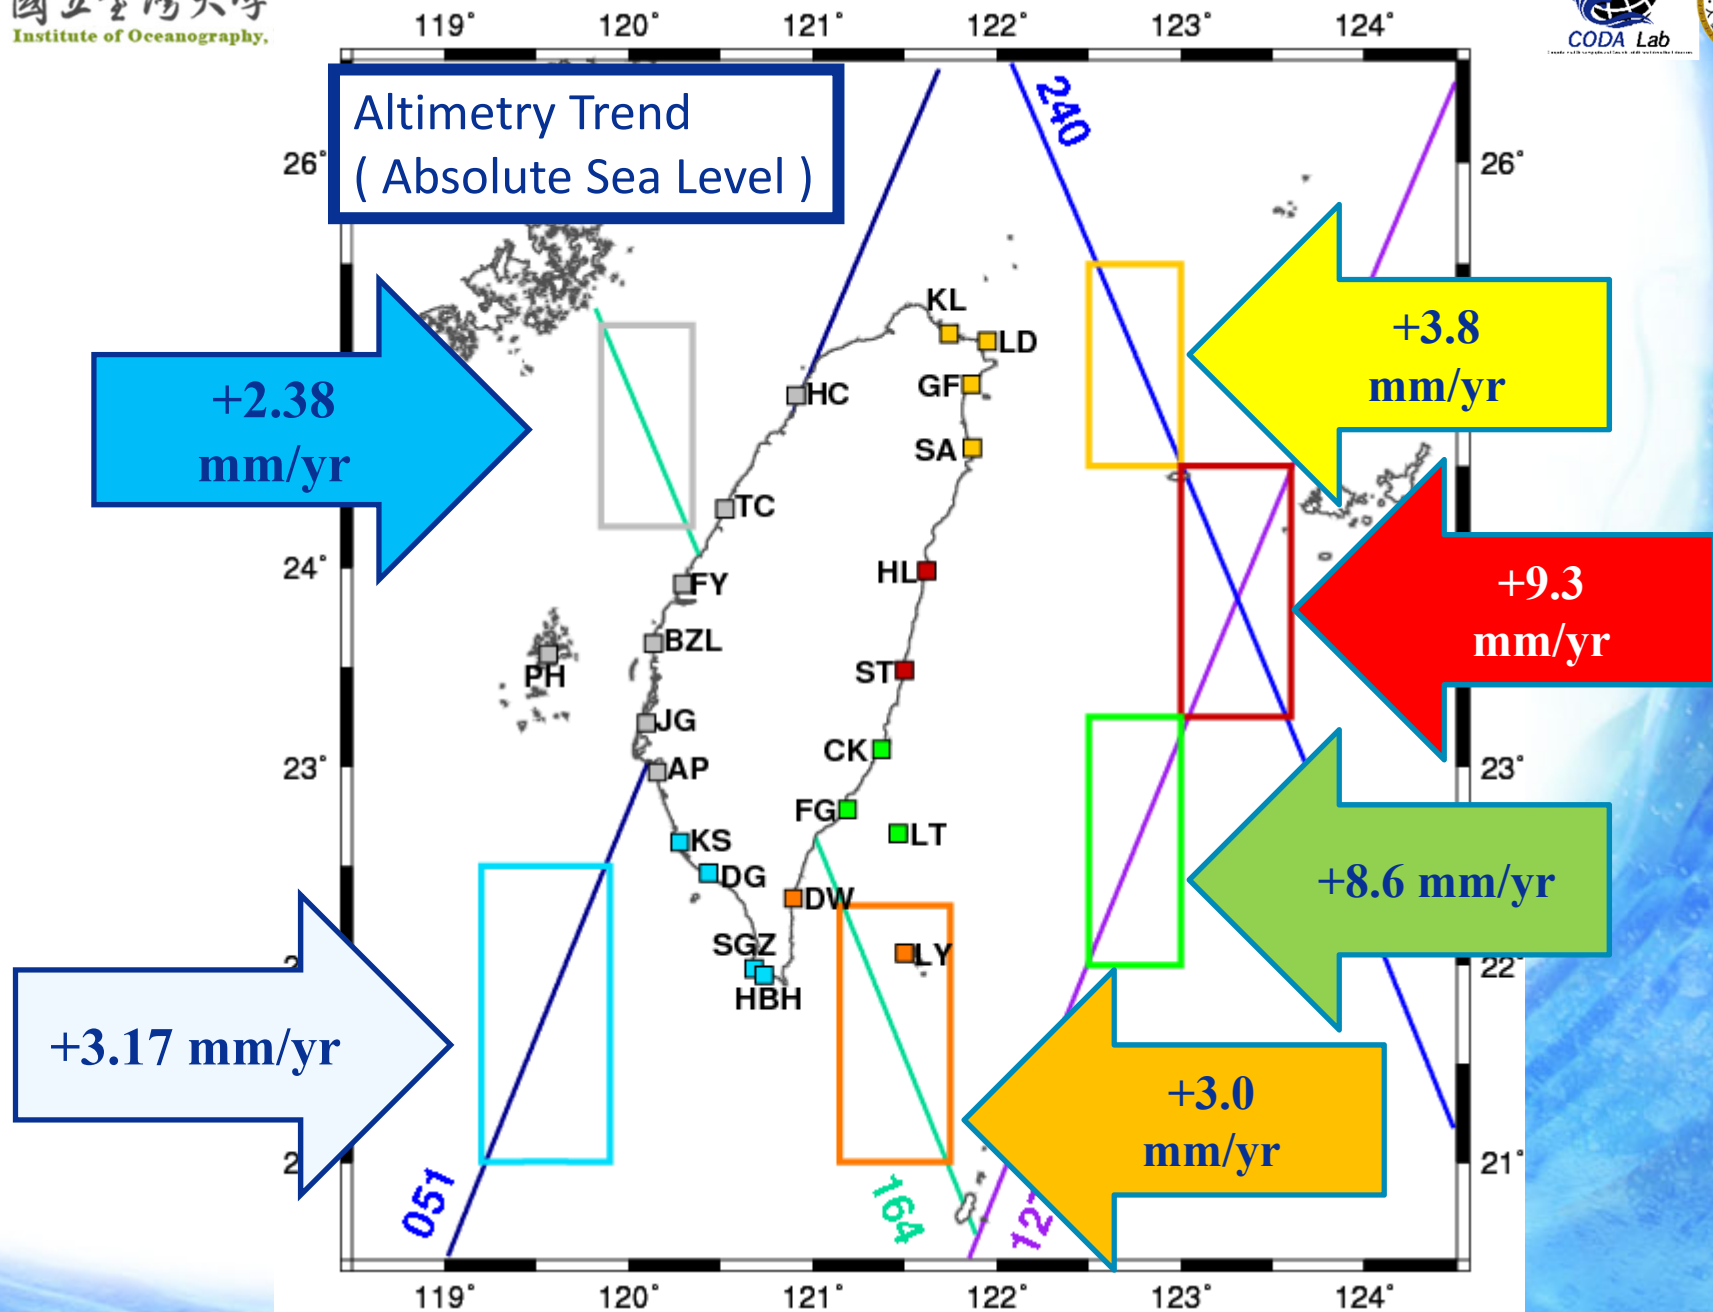 Institute of Oceanography,
CODA Lab
119° 120° 121° 122° 123° 124°
Altimetry Trend
( Absolute Sea Level )
240
26° 26°
KL
LD
+3.8
mm/yr
GF
HC
+2.38
mm/yr
SA
TC
24°
HL
FY
+9.3
mm/yr
BZL
ST
PH
JG
CK
23° 23°
AP
FG
LT
KS
DG
+8.6 mm/yr
DW
SGZ
LY
22°
HBH
+3.17 mm/yr
+3.0
mm/yr
21°
051
164
119° 120° 121° 122° 123° 124°